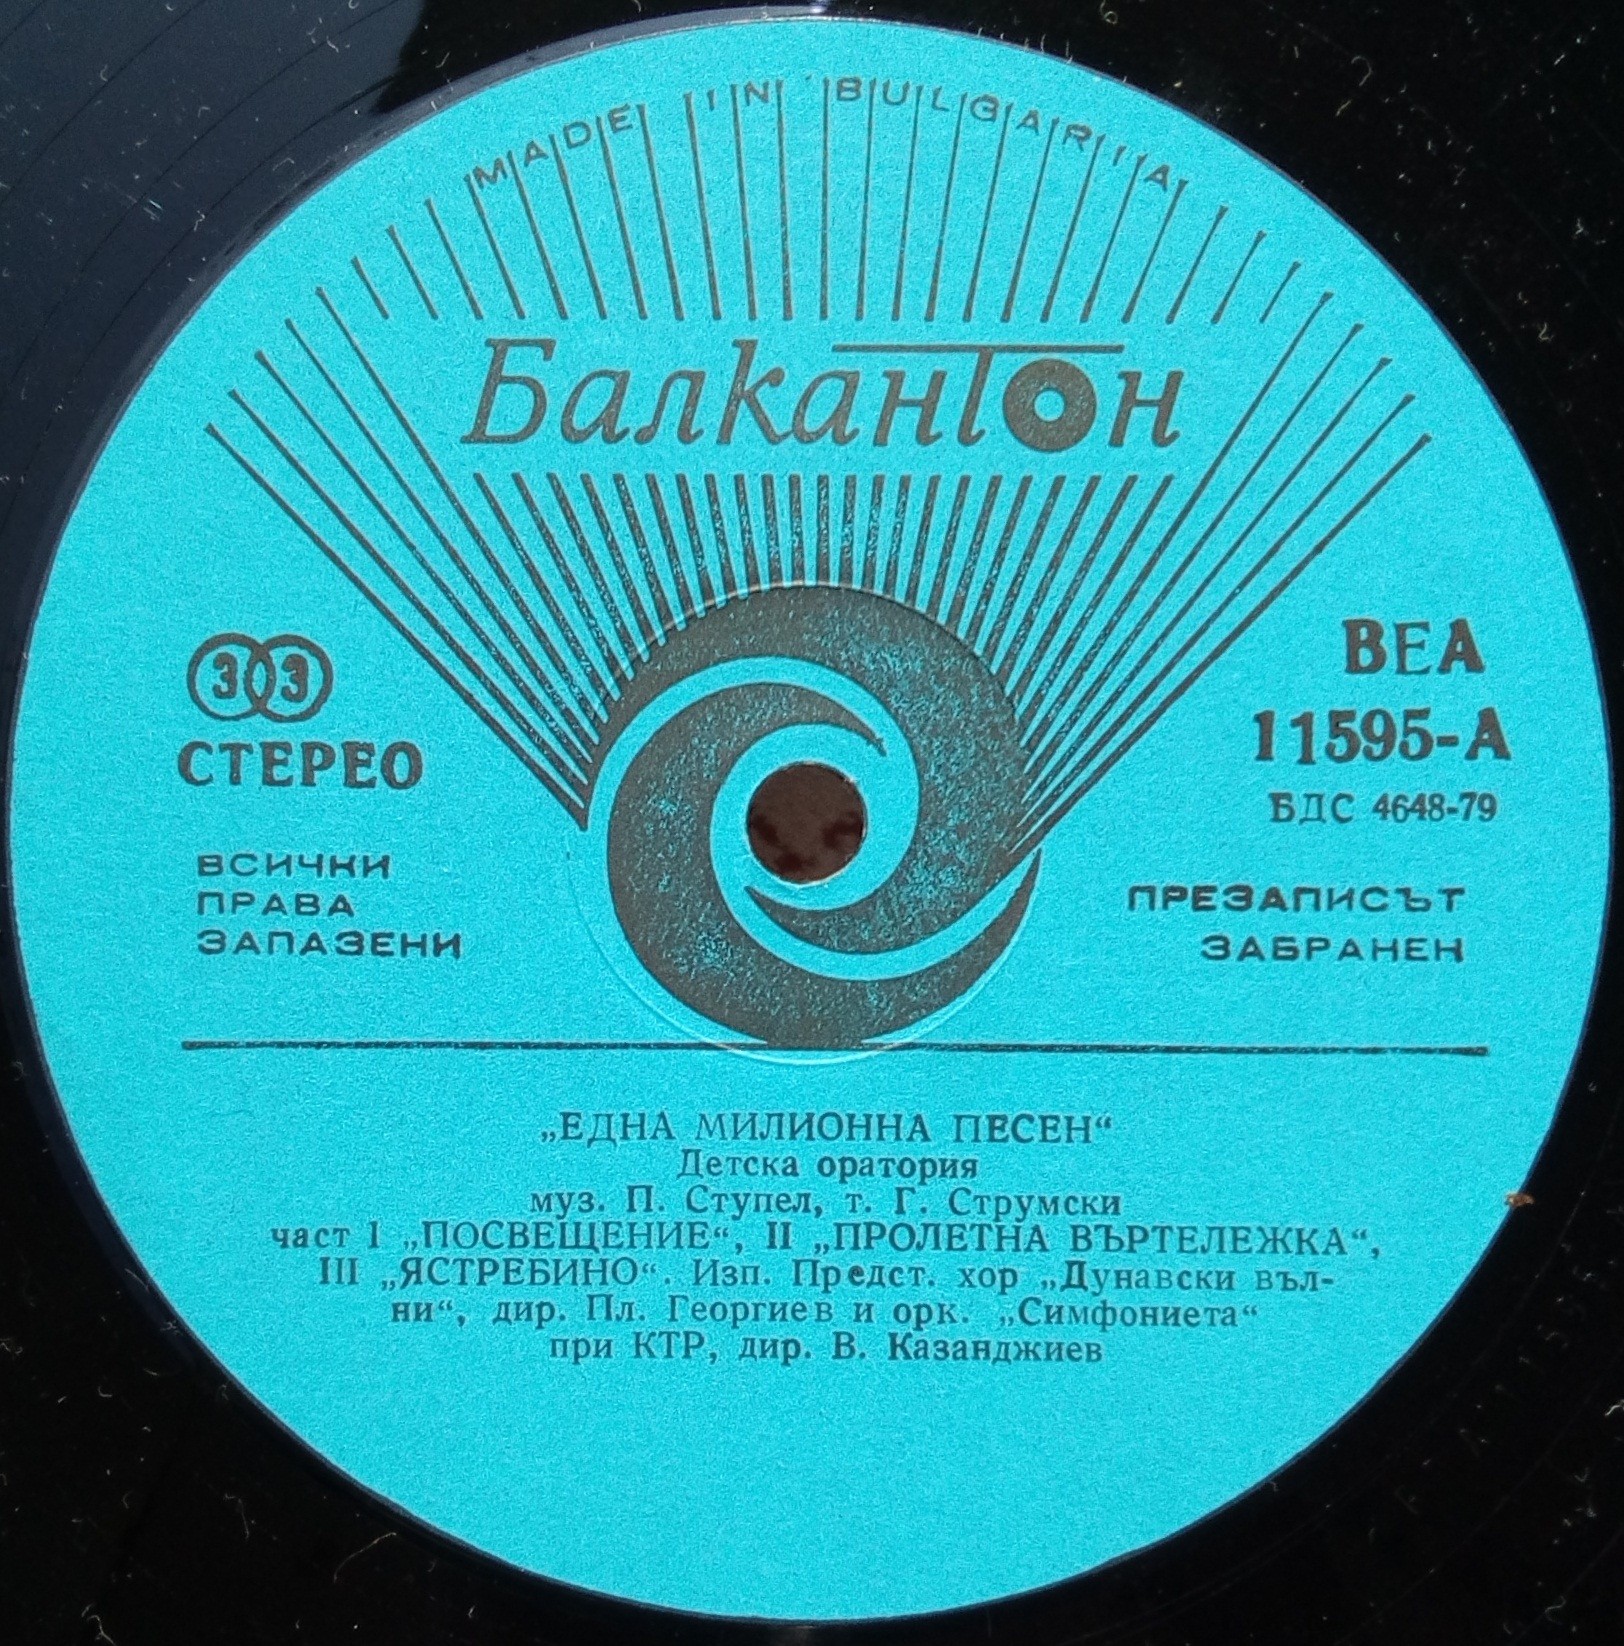 MADE IN BULGARIA
Балкантон
33
СТЕРЕО
ВСИЧКИ
ПРАВА
ЗАПАЗЕНИ
ВЕА
11595-А
БДС 4648-79
ПРЕЗАПИСЪТ
ЗАБРАНЕН
„ЕДНА МИЛИОННА ПЕСЕН“
Детска оратория
муз. П. Ступел, т. Г. Струмски
част I „ПОСВЕЩЕНИЕ“, II „ПРОЛЕТНА ВЪРТЕЛЕЖКА“,
III „ЯСТРЕБИНО“. Изп. Предст. хор „Дунавски въл-
ни“, дир. Пл. Георгиев и орк. „Симфониета“
при КТР, дир. В. Казанджиев